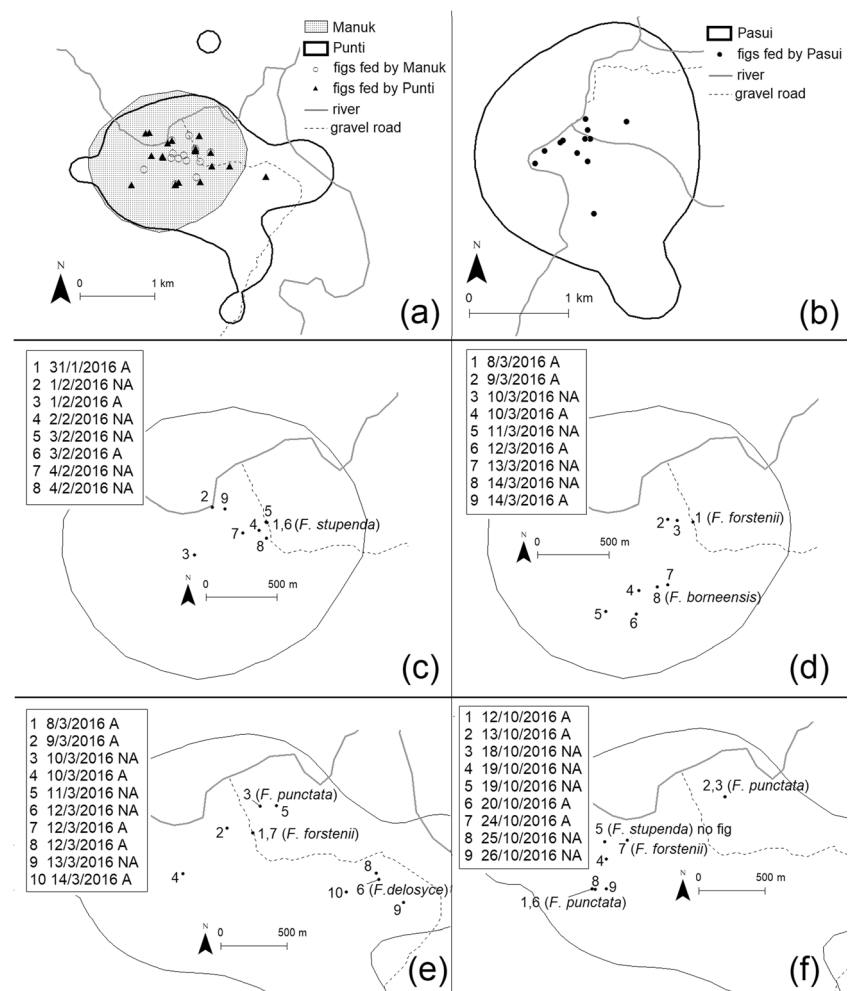 Manuk
Punti
figs fed by Manuk
figs fed by Punti
river
gravel road
N
0 1 km
(a)
Pasui
figs fed by Pasui
river
gravel road
N
0 1 km
(b)
1 31/1/2016 A
2 1/2/2016 NA
3 1/2/2016 A
4 2/2/2016 NA
5 3/2/2016 NA
6 3/2/2016 A
7 4/2/2016 NA
8 4/2/2016 NA
2 9
5
4 1,6 (F. stupenda)
7
8
3
N
0 500 m
(c)
1 8/3/2016 A
2 9/3/2016 A
3 10/3/2016 NA
4 10/3/2016 A
5 11/3/2016 NA
6 12/3/2016 A
7 13/3/2016 NA
8 14/3/2016 NA
9 14/3/2016 A
2 3 1 (F. forstenii)
N
0 500 m
7
4
8 (F. borneensis)
5
6
(d)
1 8/3/2016 A
2 9/3/2016 A
3 10/3/2016 NA
4 10/3/2016 A
5 11/3/2016 NA
6 12/3/2016 NA
7 12/3/2016 A
8 12/3/2016 A
9 13/3/2016 NA
10 14/3/2016 A
3 (F. punctata)
5
2 1,7 (F. forstenii)
4
8
6 (F.delosyce)
10
9
N
0 500 m
(e)
1 12/10/2016 A
2 13/10/2016 A
3 18/10/2016 NA
4 19/10/2016 NA
5 19/10/2016 NA
6 20/10/2016 A
7 24/10/2016 A
8 25/10/2016 NA
9 26/10/2016 NA
2,3 (F. punctata)
5 (F. stupenda) no fig
7 (F. forstenii)
4
8 9
1,6 (F. punctata)
N
0 500 m
(f)